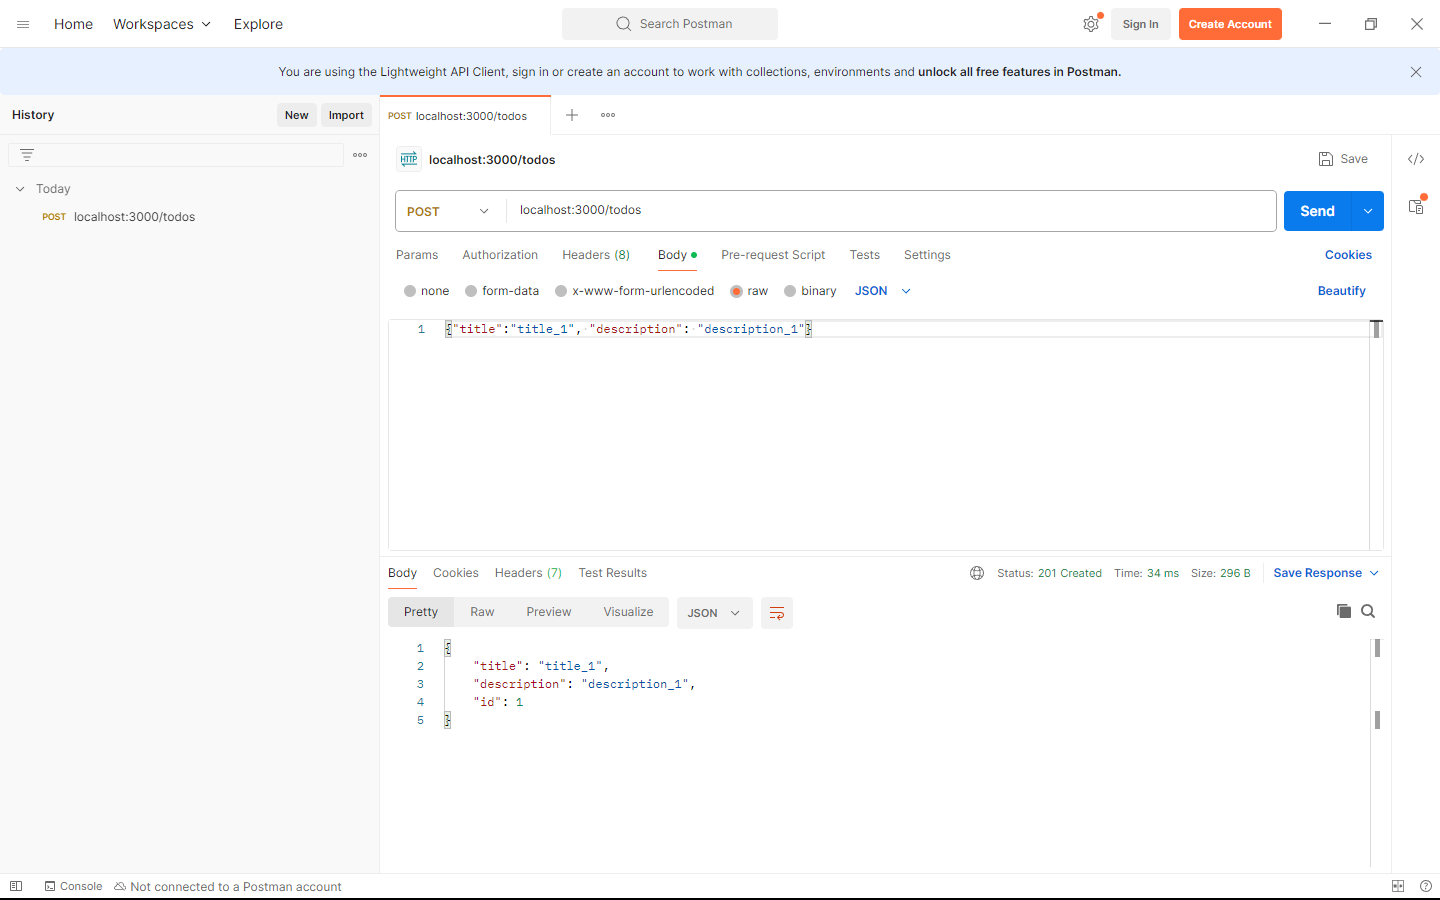 Home Workspaces Explore Search Postman Sign In Create Account
You are using the Lightweight API Client, sign in or create an account to work with collections, environments and unlock all free features in Postman.
History New Import
POST localhost:3000/todos
Today
POST localhost:3000/todos
HTTP localhost:3000/todos Save
POST localhost:3000/todos Send
Params Authorization Headers (8) Body Pre-request Script Tests Settings Cookies
none form-data x-www-form-urlencoded raw binary JSON Beautify
1 {"title":"title_1", "description": "description_1"}
Body Cookies Headers (7) Test Results Status: 201 Created Time: 34 ms Size: 296 B Save Response
Pretty Raw Preview Visualize JSON
1 {
2 "title": "title_1",
3 "description": "description_1",
4 "id": 1
5 }
Console Not connected to a Postman account